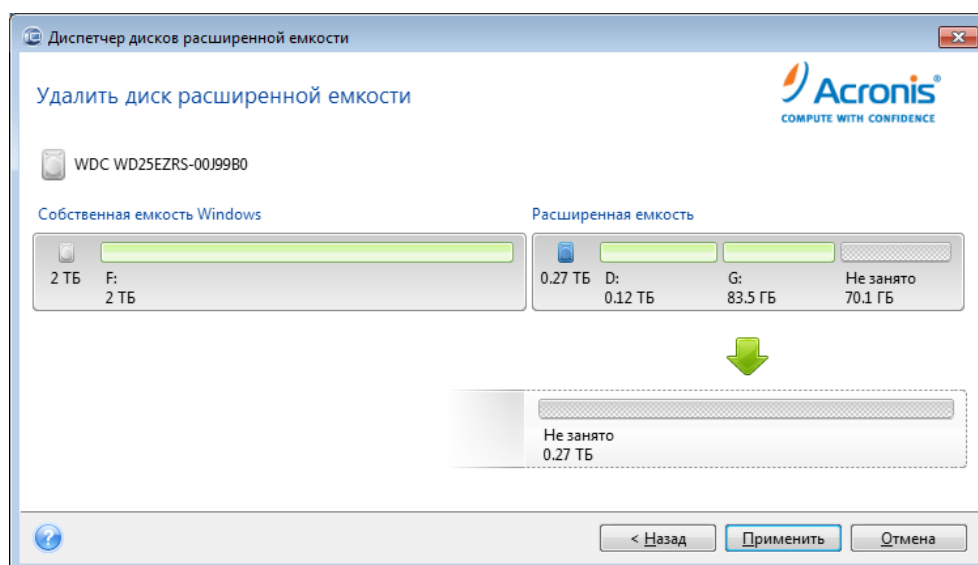 Диспетчер дисков расширенной емкости
Удалить диск расширенной емкости
Acronis®
COMPUTE WITH CONFIDENCE
WDC WD25EZRS-00J99B0
Собственная емкость Windows
Расширенная емкость
2 ТБ
F:
2 ТБ
0.27 ТБ
D:
0.12 ТБ
G:
83.5 ГБ
Не занято
70.1 ГБ
Не занято
0.27 ТБ
?
< Назад
Применить
Отмена